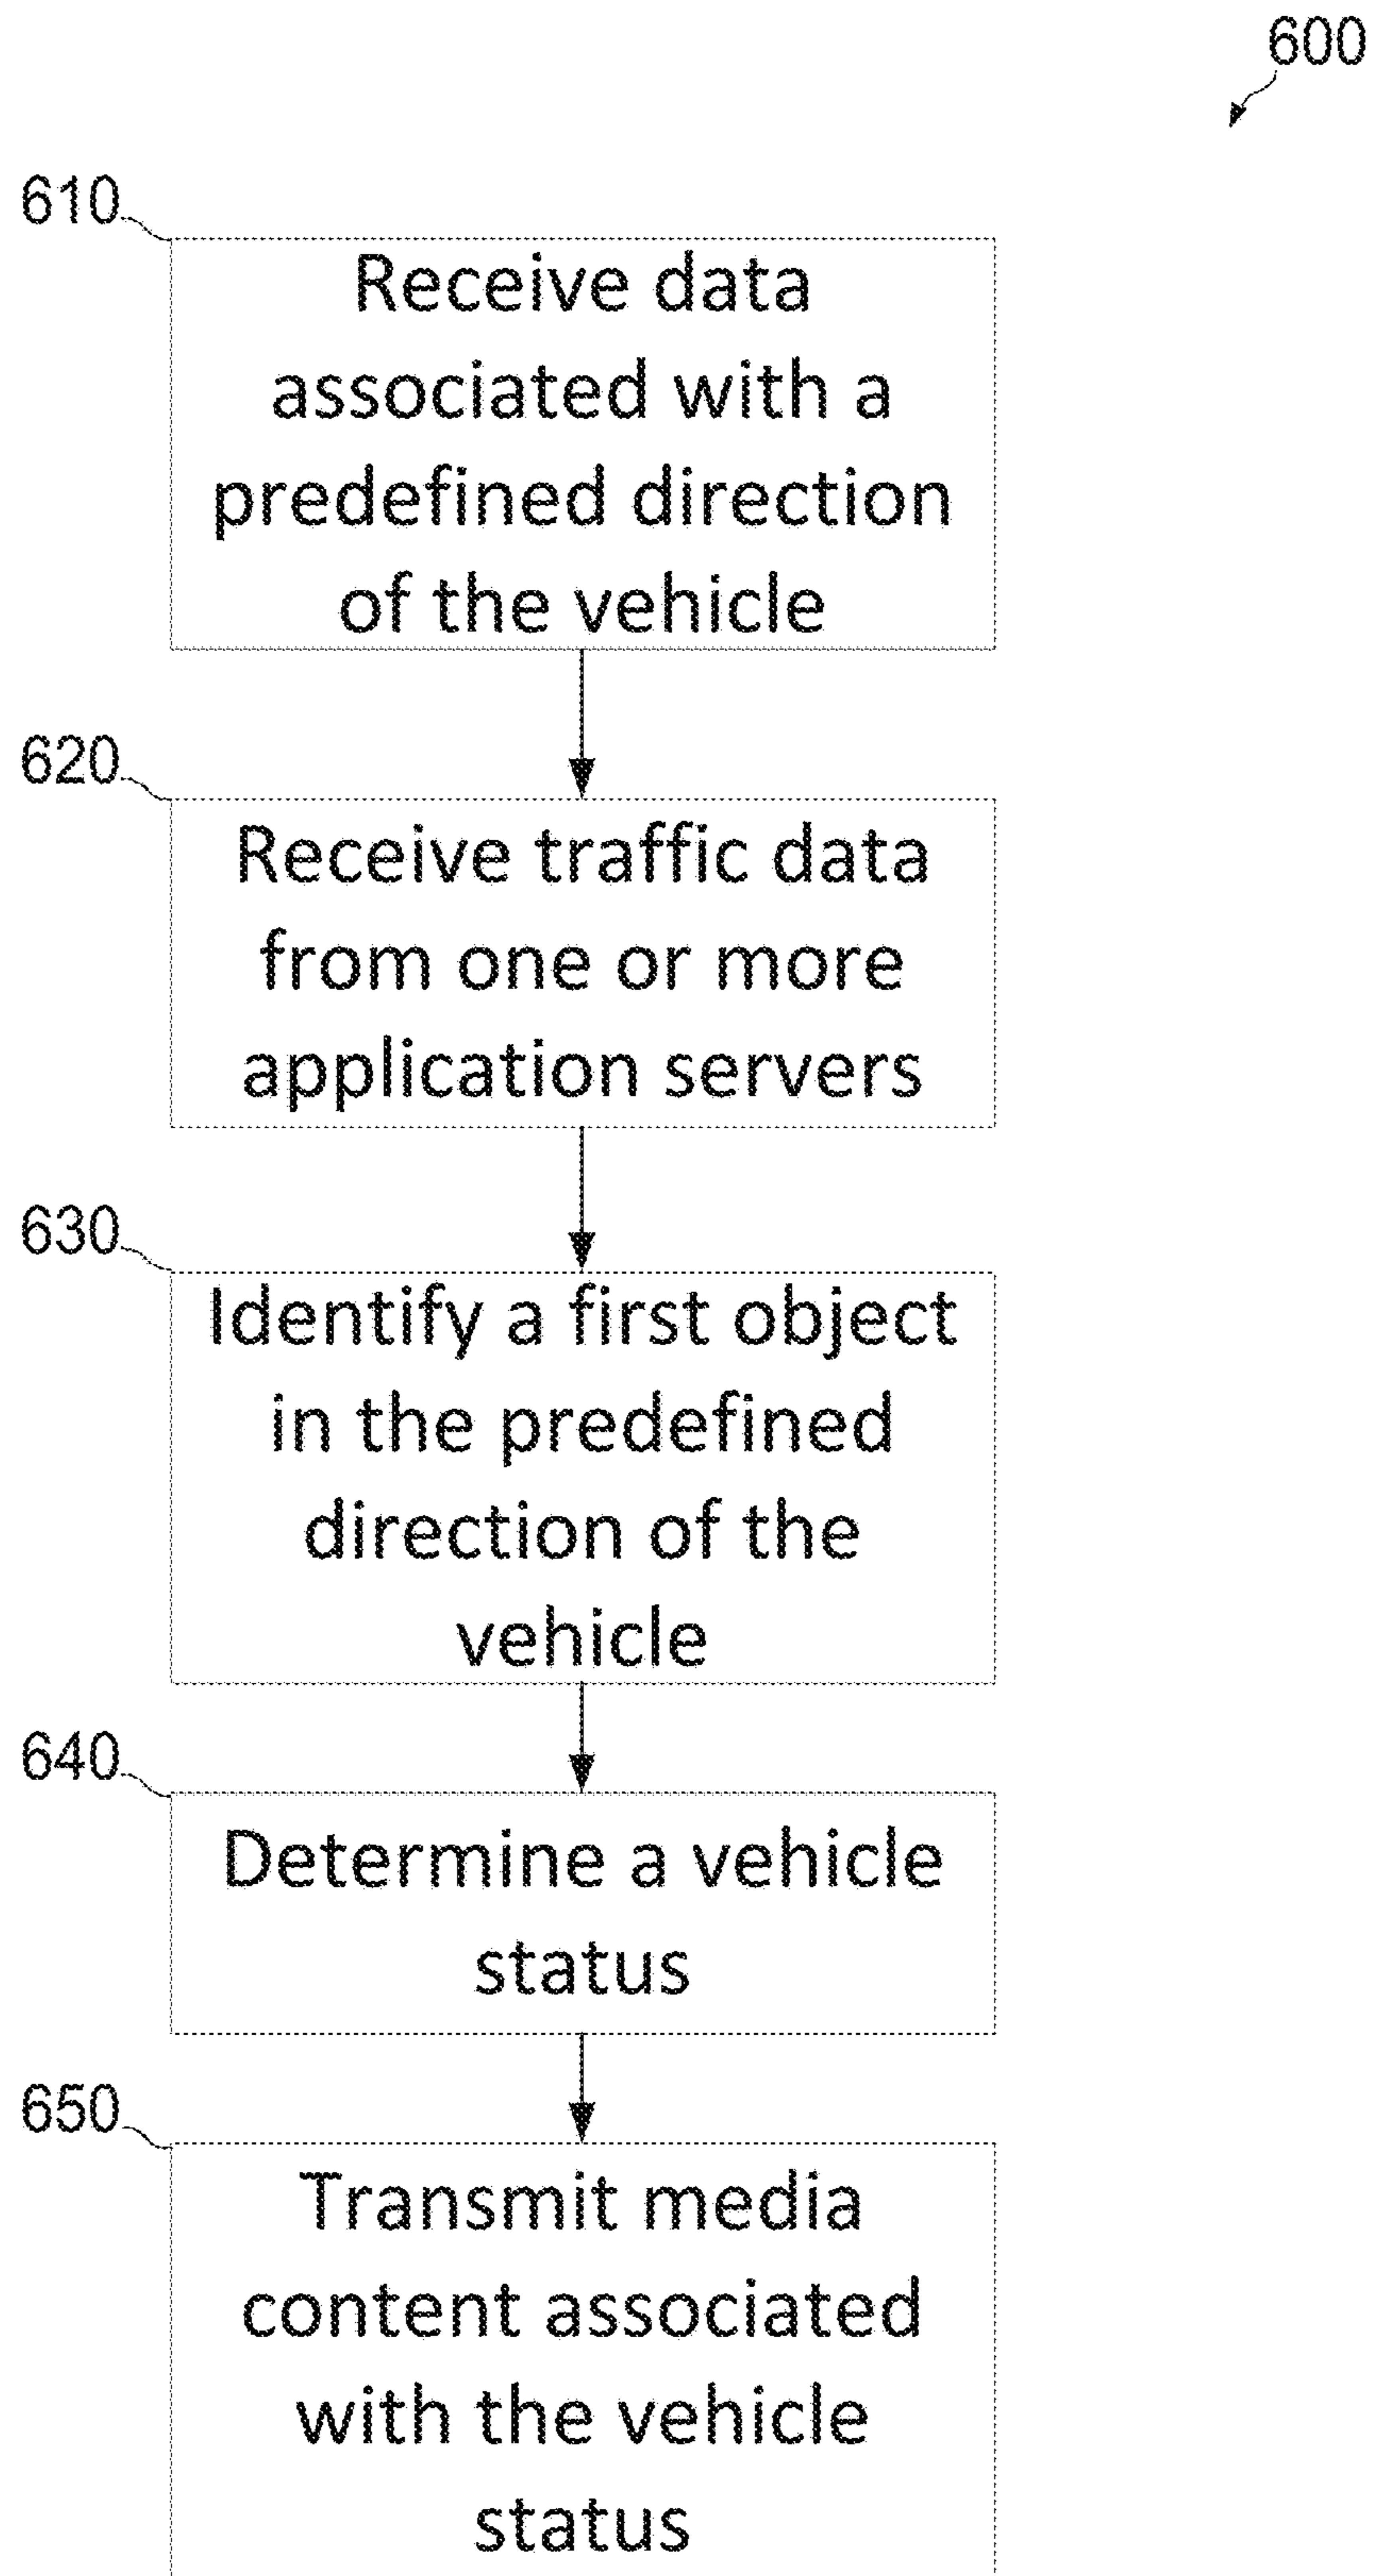 600
610
Receive data
associated with a
predefined direction
of the vehicle
620
Receive traffic data
from one or more
application servers
630
Identify a first object
in the predefined
direction of the
vehicle
640
Determine a vehicle
status
650
Transmit media
content associated
with the vehicle
status